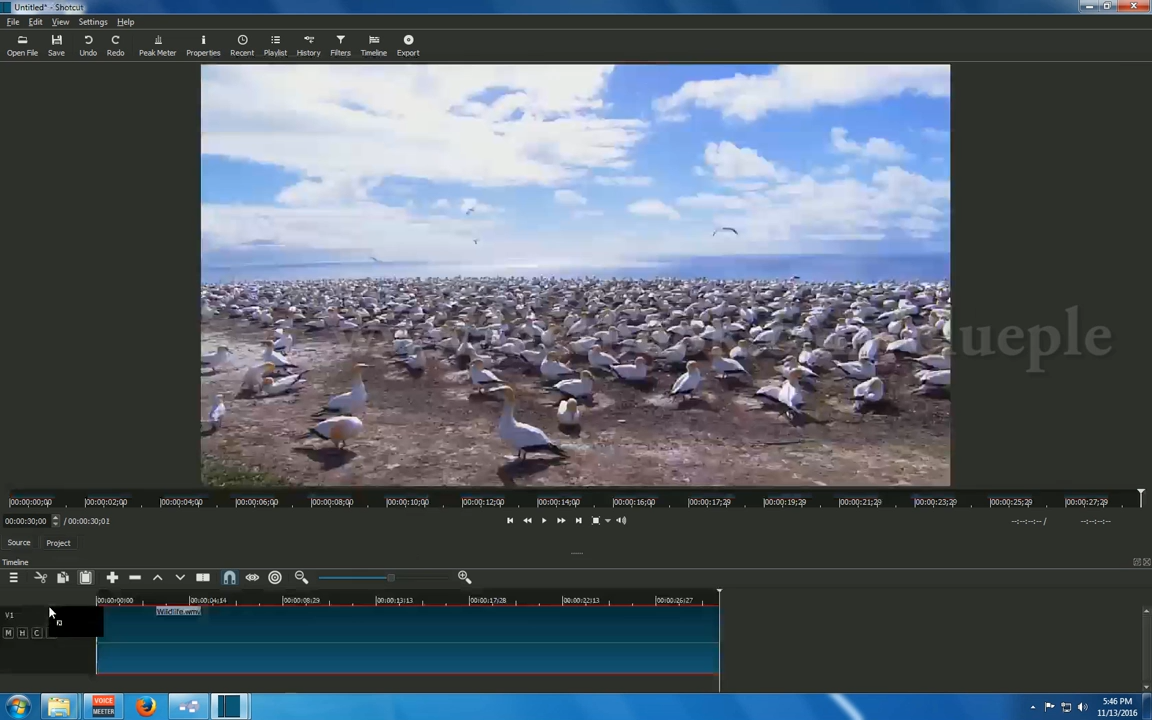 Untitled* - Shotcut
File Edit View Settings Help
Open File Save Undo Redo Peak Meter Properties Recent Playlist History Filters Timeline Export
lueple
|00:00:00;00 |00:00:02;00 |00:00:04;00 |00:00:06;00 |00:00:08;00 |00:00:10;00 |00:00:12;00 |00:00:14;00 |00:00:16;00 |00:00:17;29 |00:00:19;29 |00:00:21;29 |00:00:23;29 |00:00:25;29 |00:00:27;29
00:00:30;00 / 00:00:30;01 --:--:--:-- / --:--:--:--
Source Project
Timeline
00:00:00;00 00:00:04;14 00:00:08;29 00:00:13;13 00:00:17;28 00:00:22;13 00:00:26;27
V1 Wildlife.wmv
M H C
VOICE
MEETER
5:46 PM
11/13/2016